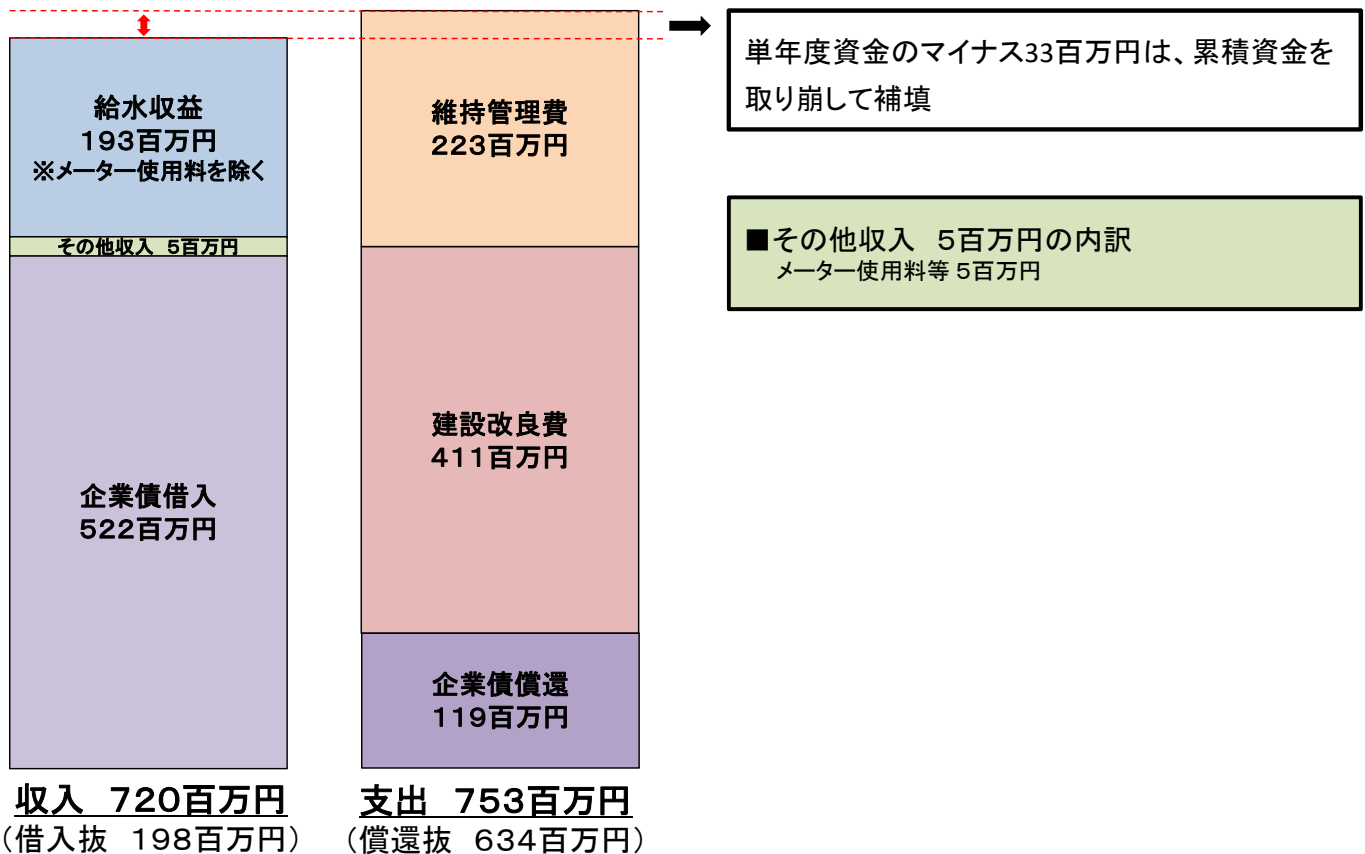 給水収益
193百万円
※メーター使用料を除く
その他収入　5百万円
企業債借入
522百万円
収入　720百万円
（借入抜　198百万円）
維持管理費
223百万円
建設改良費
411百万円
企業債償還
119百万円
支出　753百万円
（償還抜　634百万円）
単年度資金のマイナス33百万円は、累積資金を
取り崩して補填
■その他収入　5百万円の内訳
メーター使用料等 5百万円